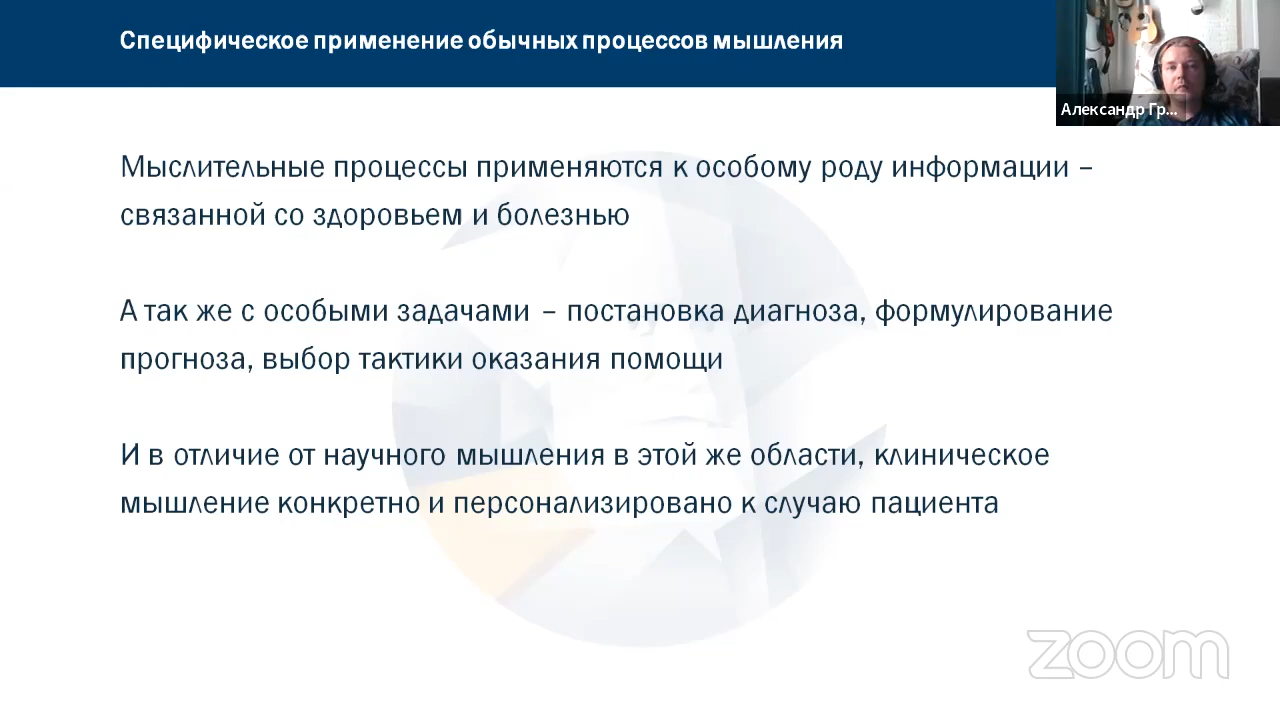 Специфическое применение обычных процессов мышления
Александр Гр...
Мыслительные процессы применяются к особому роду информации –
связанной со здоровьем и болезнью
А так же с особыми задачами – постановка диагноза, формулирование
прогноза, выбор тактики оказания помощи
И в отличие от научного мышления в этой же области, клиническое
мышление конкретно и персонализировано к случаю пациента
zoom